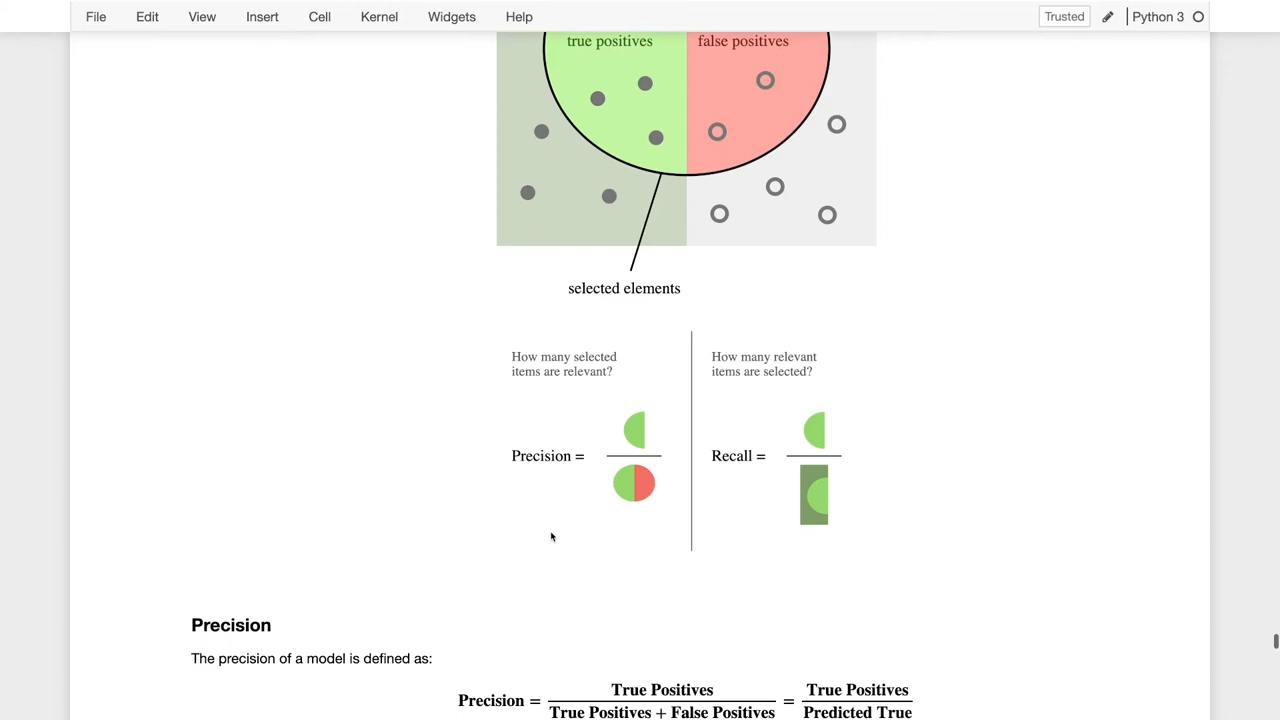 File Edit View Insert Cell Kernel Widgets Help Trusted Python 3
true positives false positives
selected elements
How many selected
items are relevant?
Precision =
How many relevant
items are selected?
Recall =
Precision
The precision of a model is defined as:
Precision = True Positives / True Positives + False Positives = True Positives / Predicted True